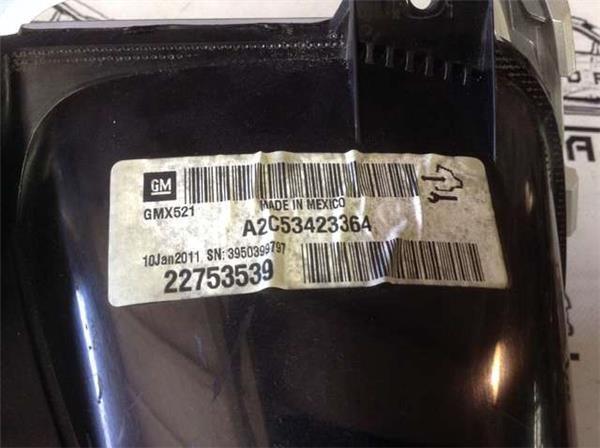 GM
GMX521
MADE IN MEXICO
A2C53423364
10Jan2011 SN: 3950399797
22753539